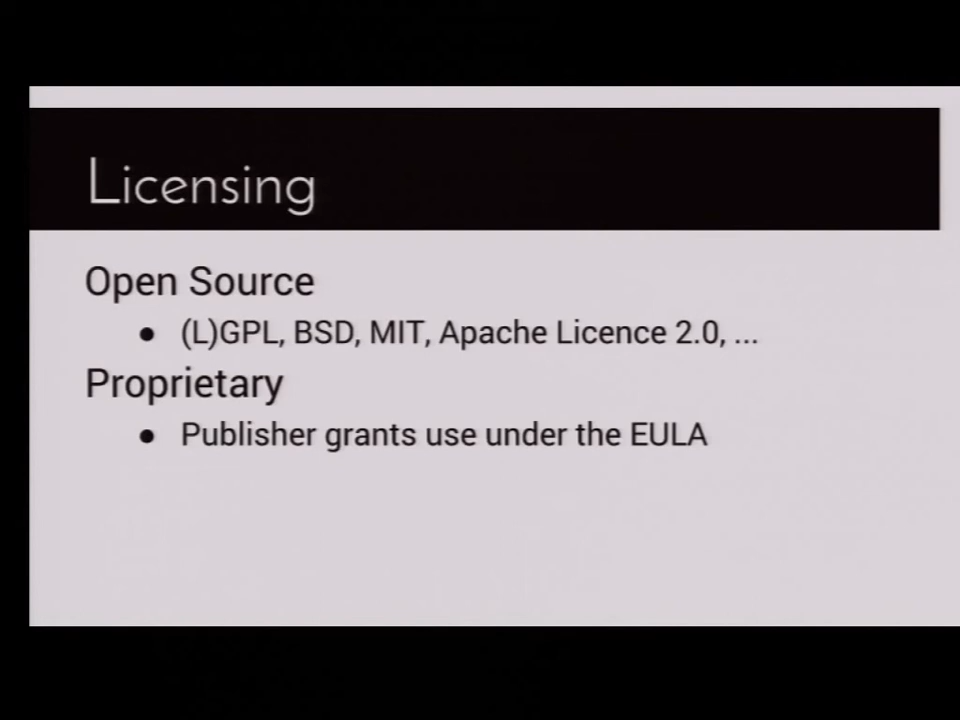 Licensing
Open Source
● (L)GPL, BSD, MIT, Apache Licence 2.0, ...
Proprietary
● Publisher grants use under the EULA